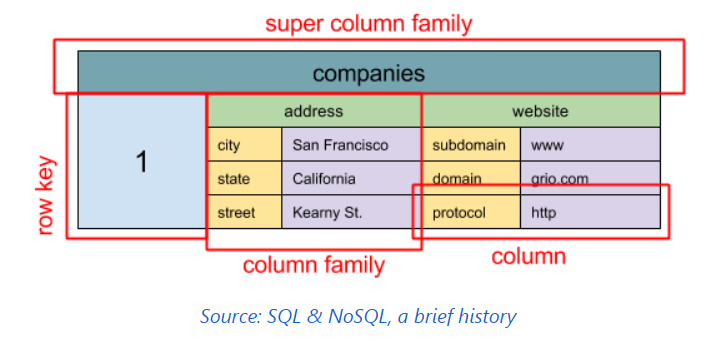 super column family
companies
address website
city San Francisco subdomain www
1
state California domain grio.com
street Kearny St. protocol http
row key
column family
column
Source: SQL & NoSQL, a brief history